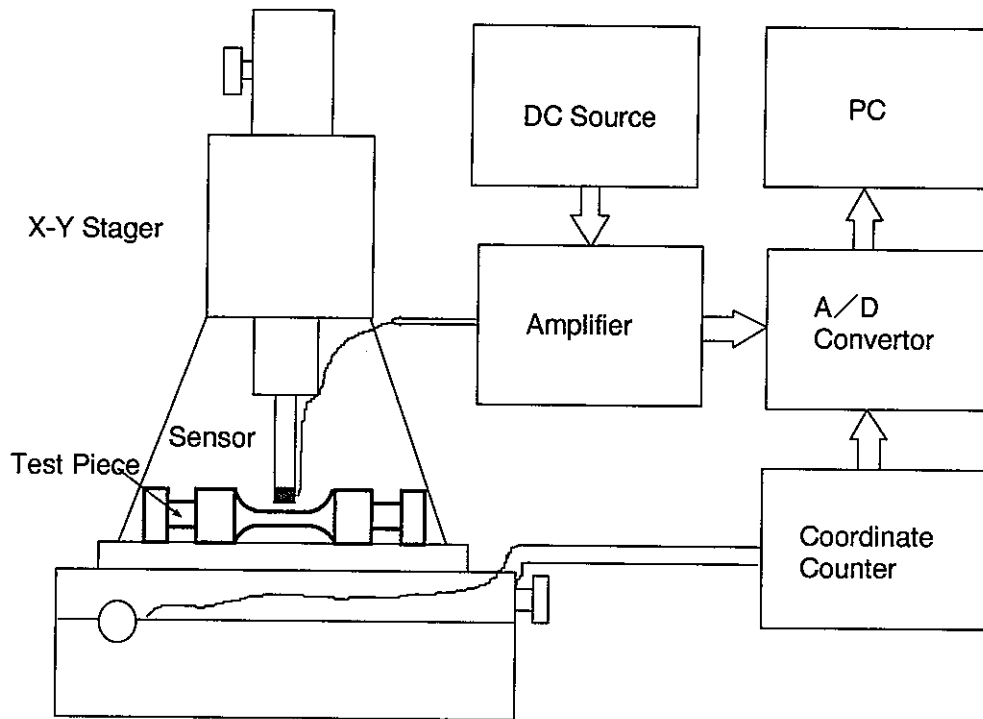 DC Source
PC
X-Y Stager
Amplifier
A／D
Convertor
Sensor
Test Piece
Coordinate
Counter